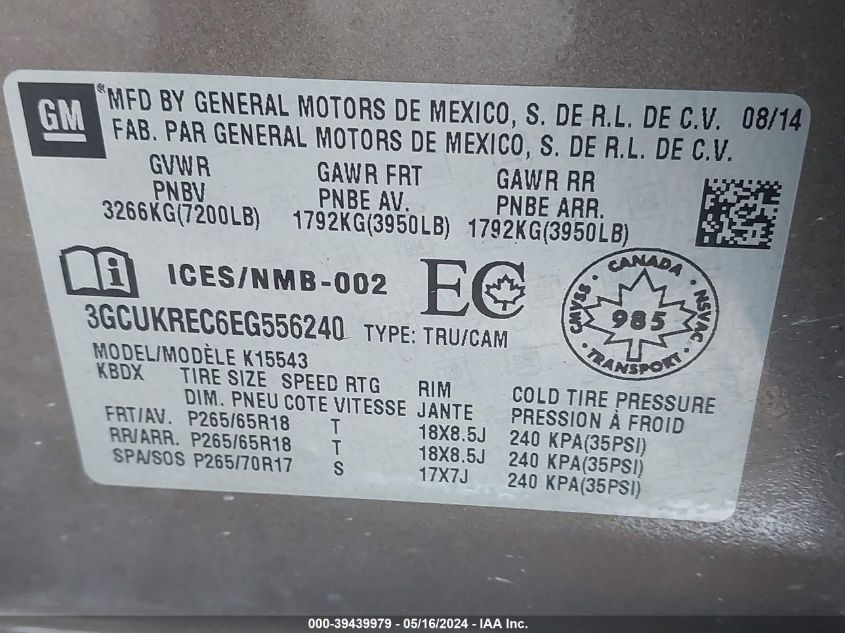 GM ® MFD BY GENERAL MOTORS DE MEXICO, S. DE R.L. DE C.V. 08/14
FAB. PAR GENERAL MOTORS DE MEXICO, S. DE R.L. DE C.V.
GVWR GAWR FRT GAWR RR
PNBV PNBE AV. PNBE ARR.
3266KG(7200LB) 1792KG(3950LB) 1792KG(3950LB)
i ICES/NMB-002 EC CANADA CMVSS 985 NSVAC TRANSPORT
3GCUKREC6EG556240 TYPE: TRU/CAM
MODEL/MODÈLE K15543
KBDX TIRE SIZE SPEED RTG RIM COLD TIRE PRESSURE
DIM. PNEU COTE VITESSE JANTE PRESSION À FROID
FRT/AV. P265/65R18 T 18X8.5J 240 KPA(35PSI)
RR/ARR. P265/65R18 T 18X8.5J 240 KPA(35PSI)
SPA/SOS P265/70R17 S 17X7J 240 KPA(35PSI)
000-39439979 - 05/16/2024 - IAA Inc.